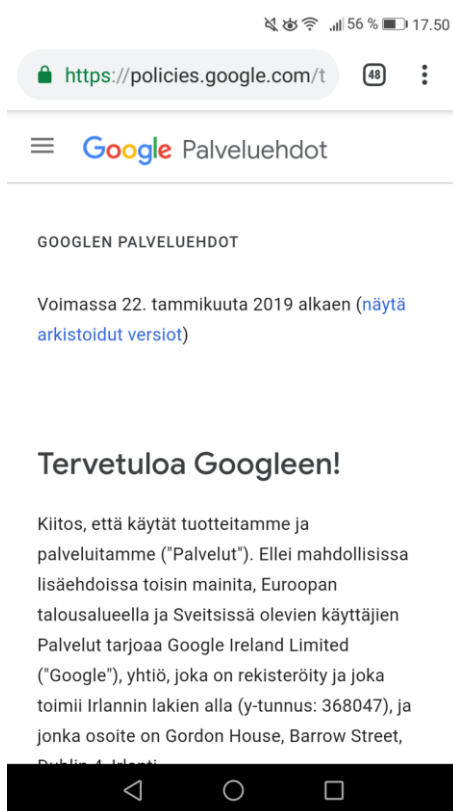 56 % 17.50
https://policies.google.com/t 48
Google Palveluehdot
GOOGLEN PALVELUEHDOT
Voimassa 22. tammikuuta 2019 alkaen (näytä
arkistoidut versiot)
Tervetuloa Googleen!
Kiitos, että käytät tuotteitamme ja
palveluitamme ("Palvelut"). Ellei mahdollisissa
lisäehdoissa toisin mainita, Euroopan
talousalueella ja Sveitsissä olevien käyttäjien
Palvelut tarjoaa Google Ireland Limited
("Google"), yhtiö, joka on rekisteröity ja joka
toimii Irlannin lakien alla (y-tunnus: 368047), ja
jonka osoite on Gordon House, Barrow Street,
Dublin 4, Irlanti